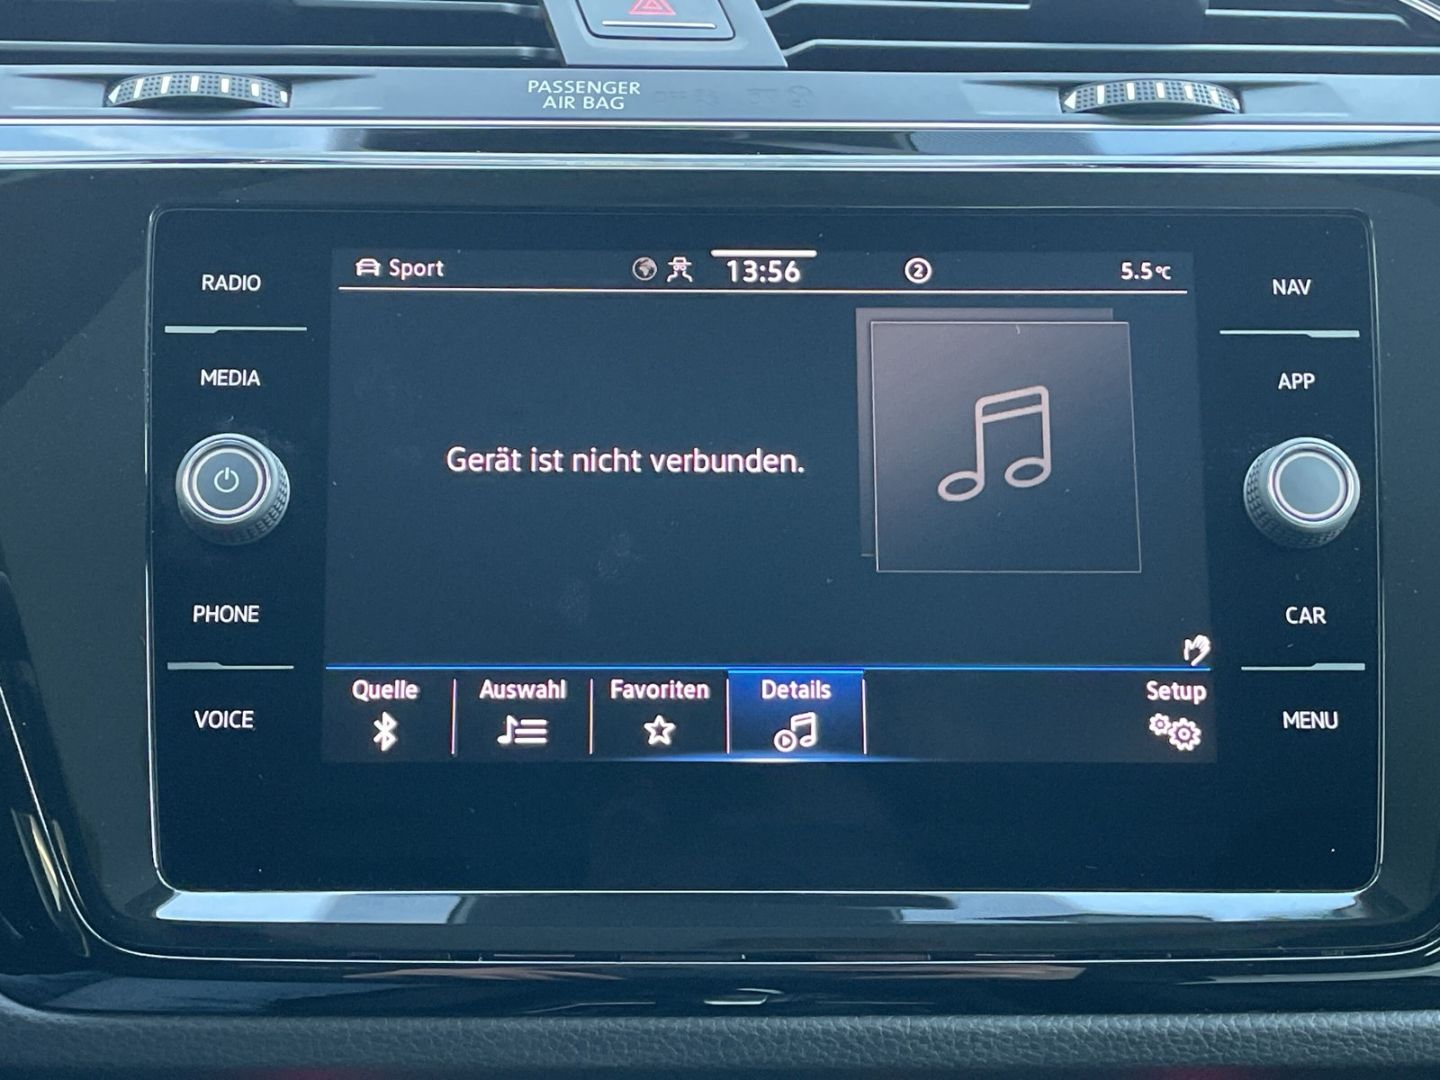 PASSENGER
AIR BAG
RADIO
MEDIA
PHONE
VOICE
Sport
13:56
2
5.5°C
Gerät ist nicht verbunden.
Quelle
Auswahl
Favoriten
Details
Setup
NAV
APP
CAR
MENU